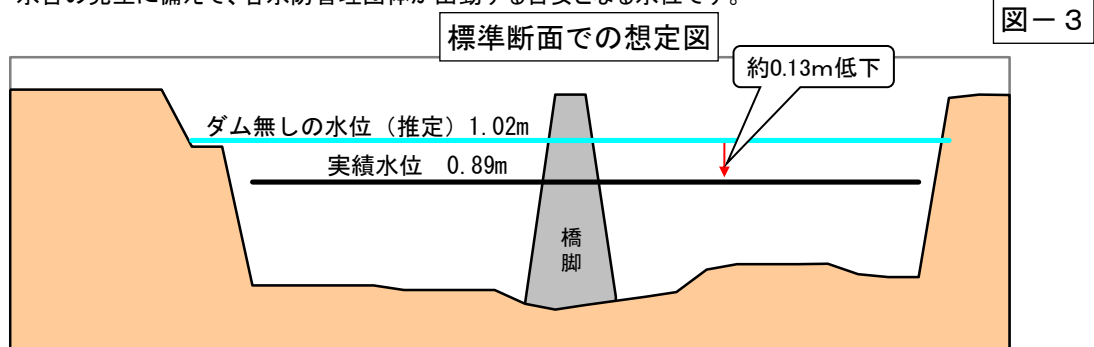 水害の発生に備えて、各水防管理団体が出動する目安となる水位です。
図－３
標準断面での想定図
約0.13m低下
ダム無しの水位（推定）1.02m
実績水位　0.89m
橋
脚